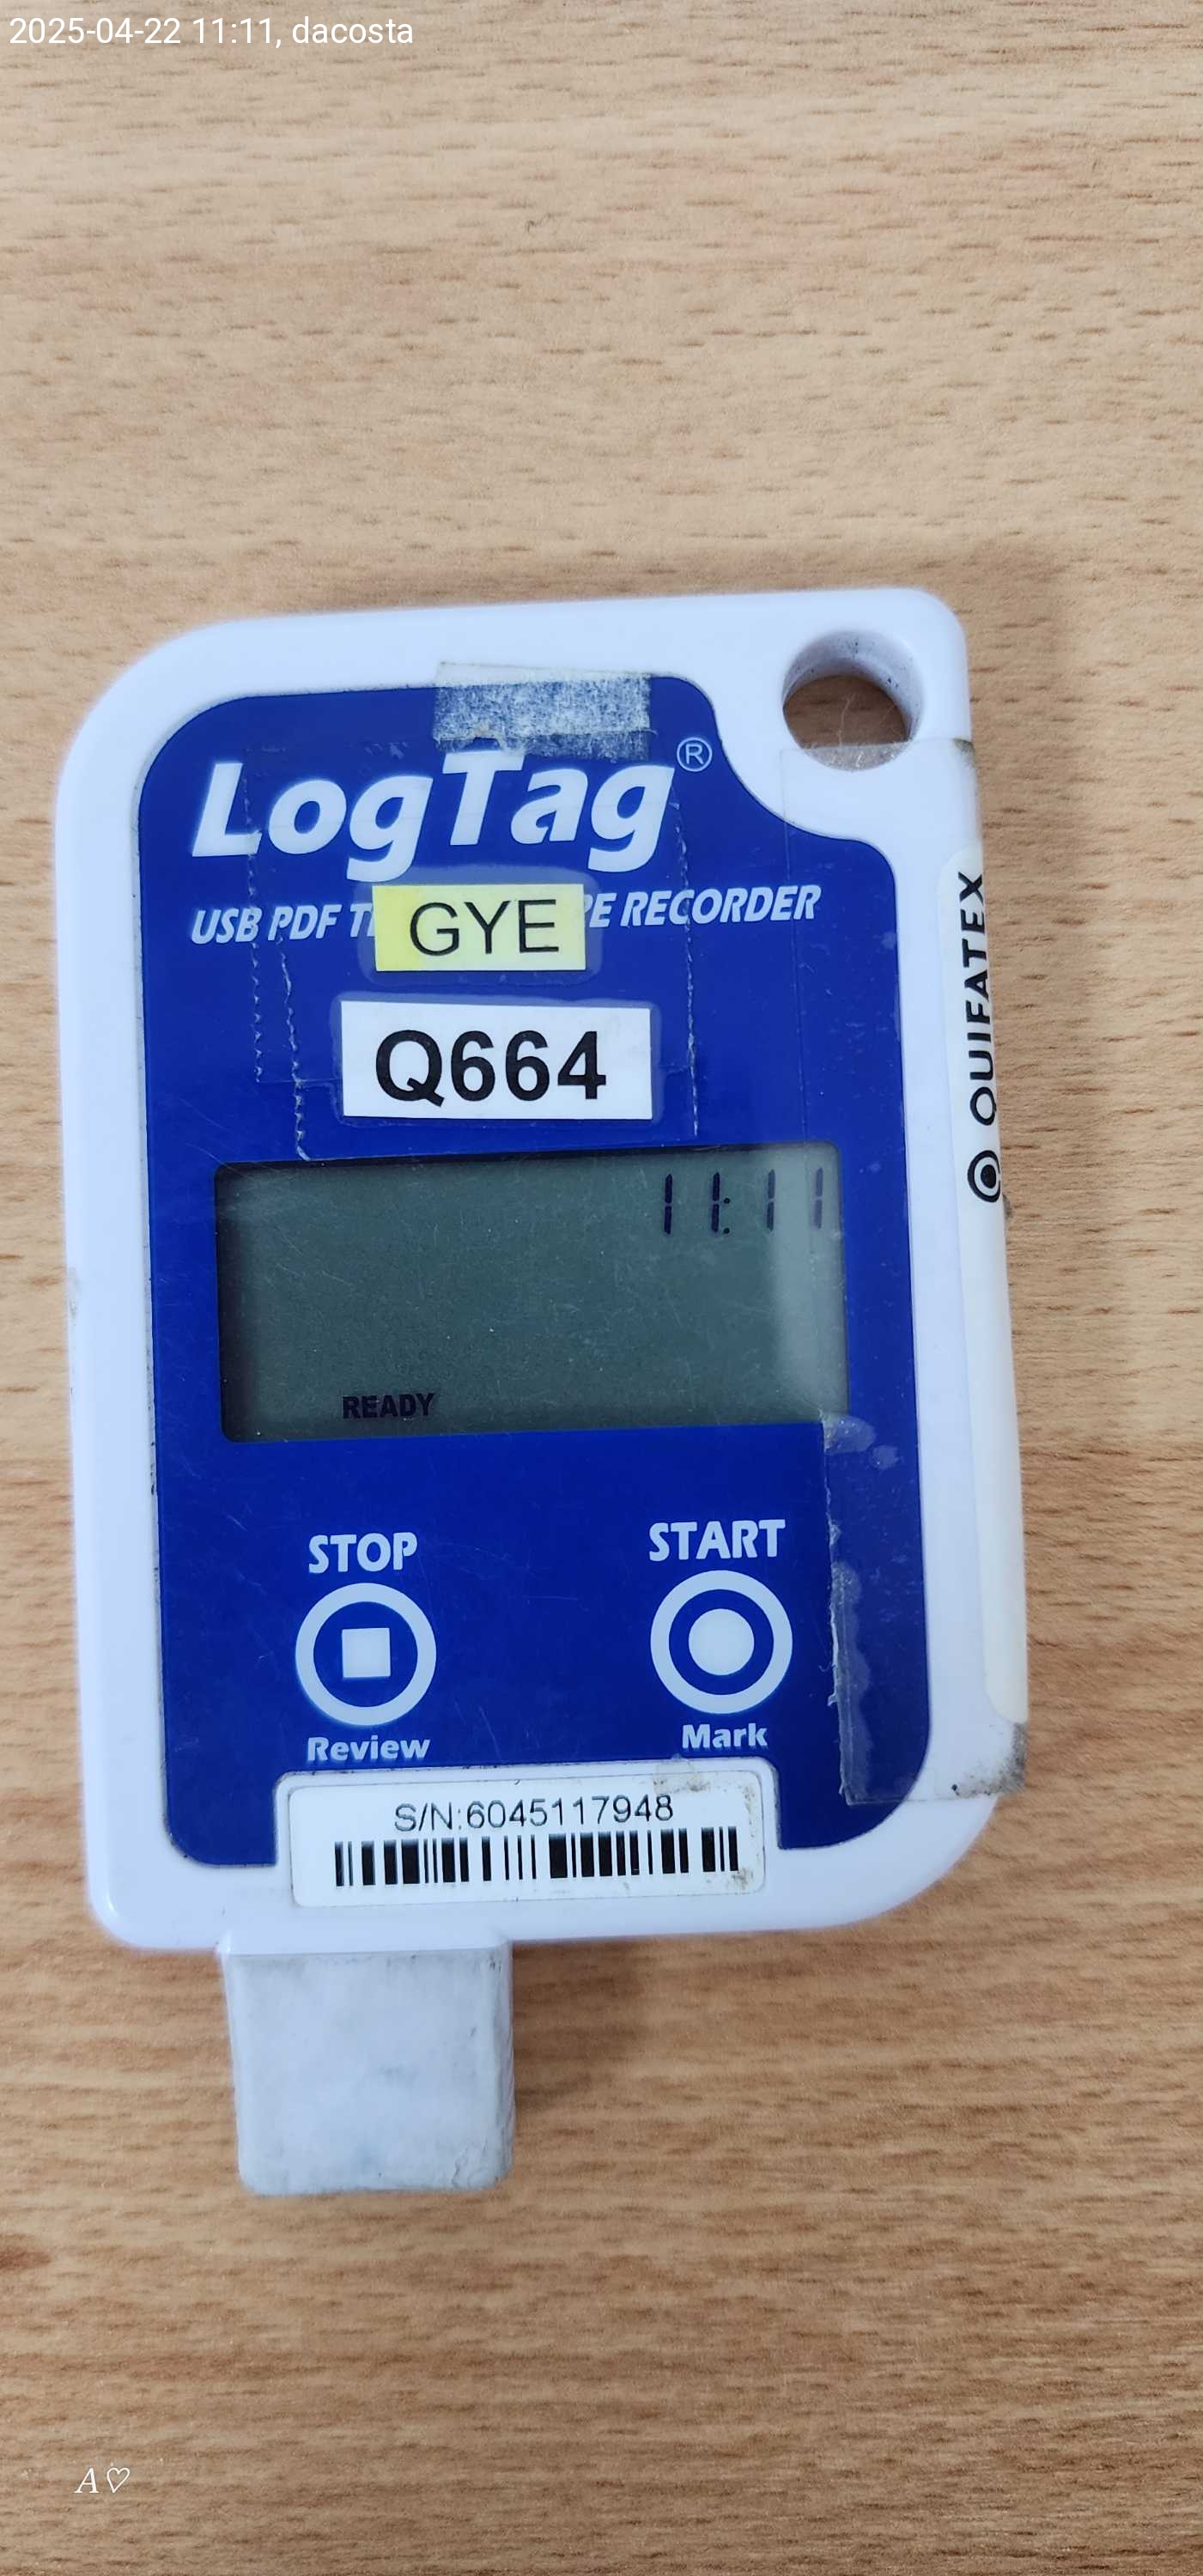 2025-04-22 11:11, dacosta
LogTag®
USB PDF RECORDER
GYE
Q664
QUIFATEX
11:11
READY
STOP
START
Review
Mark
S/N:6045117948
A♡